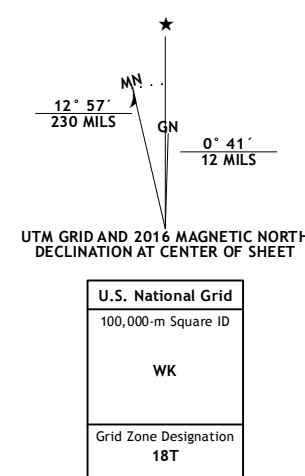 MN
GN
12° 57´
230 MILS
0° 41´
12 MILS
UTM GRID AND 2016 MAGNETIC NORTH
DECLINATION AT CENTER OF SHEET
U.S. National Grid
100,000-m Square ID
WK
Grid Zone Designation
18T